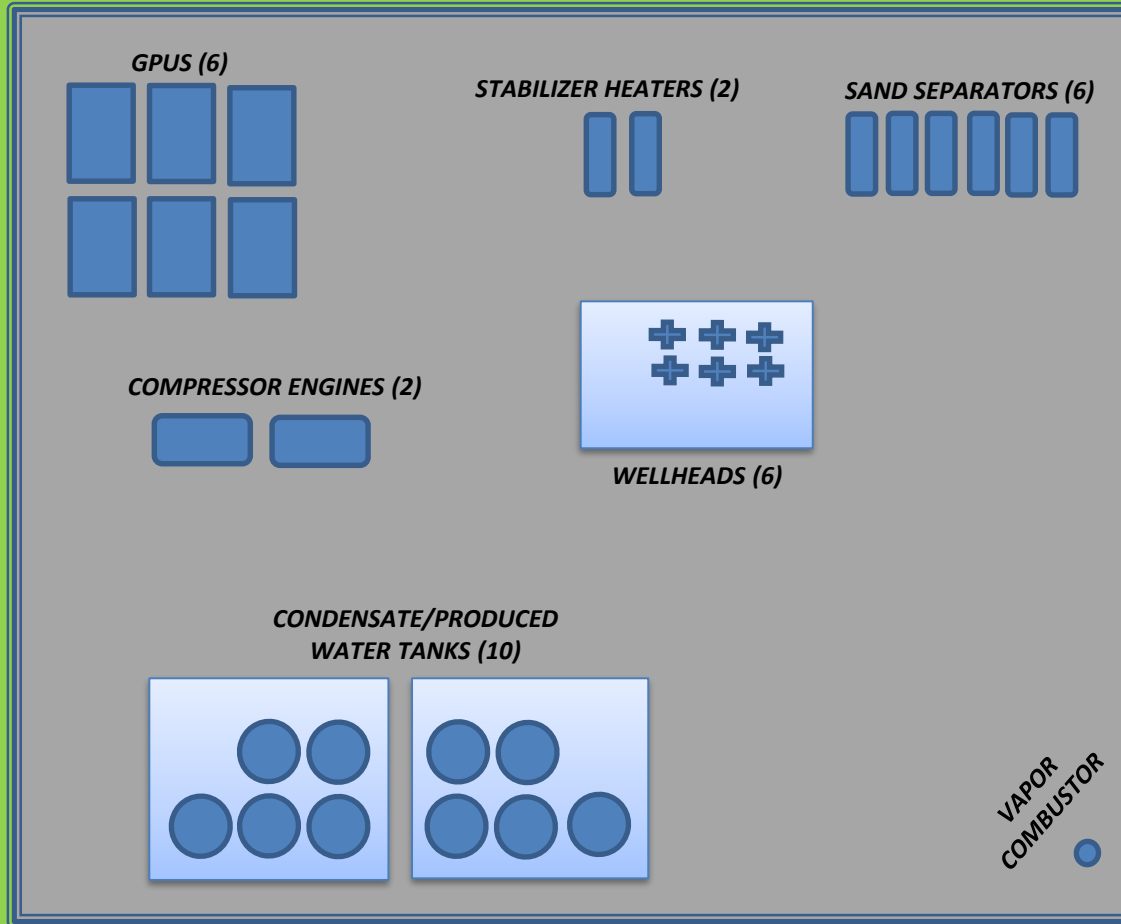 GPUS (6)
STABILIZER HEATERS (2)
SAND SEPARATORS (6)
COMPRESSOR ENGINES (2)
WELLHEADS (6)
CONDENSATE/PRODUCED
WATER TANKS (10)
VAPOR
COMBUSTOR